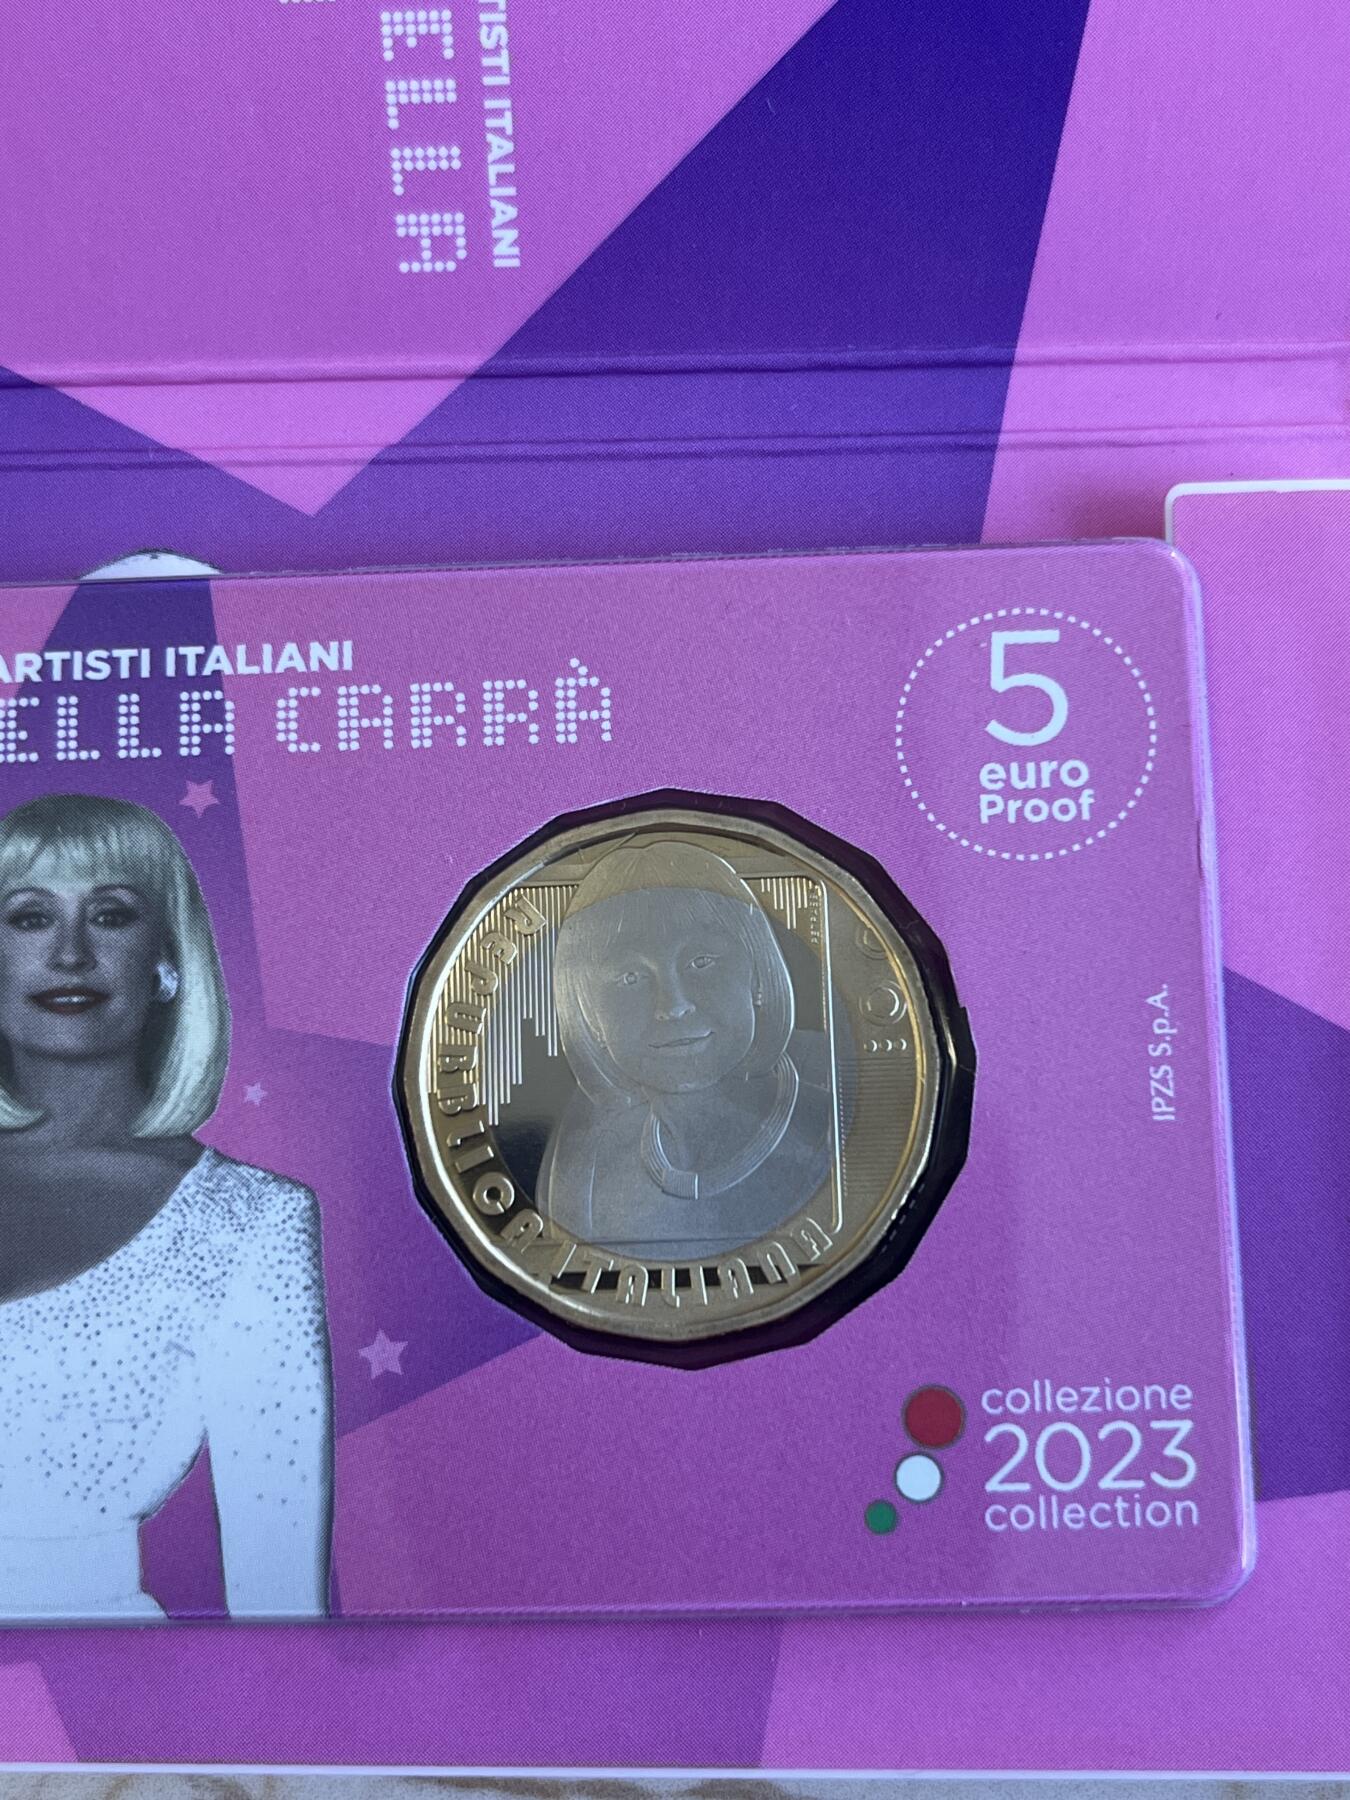 TISTI ITALIANI
ELLA
ARTISTI ITALIANI
ELLA CARRÀ
5
euro
Proof
REPUBBLICA ITALIANA
IPZS S.p.A.
collezione
2023
collection